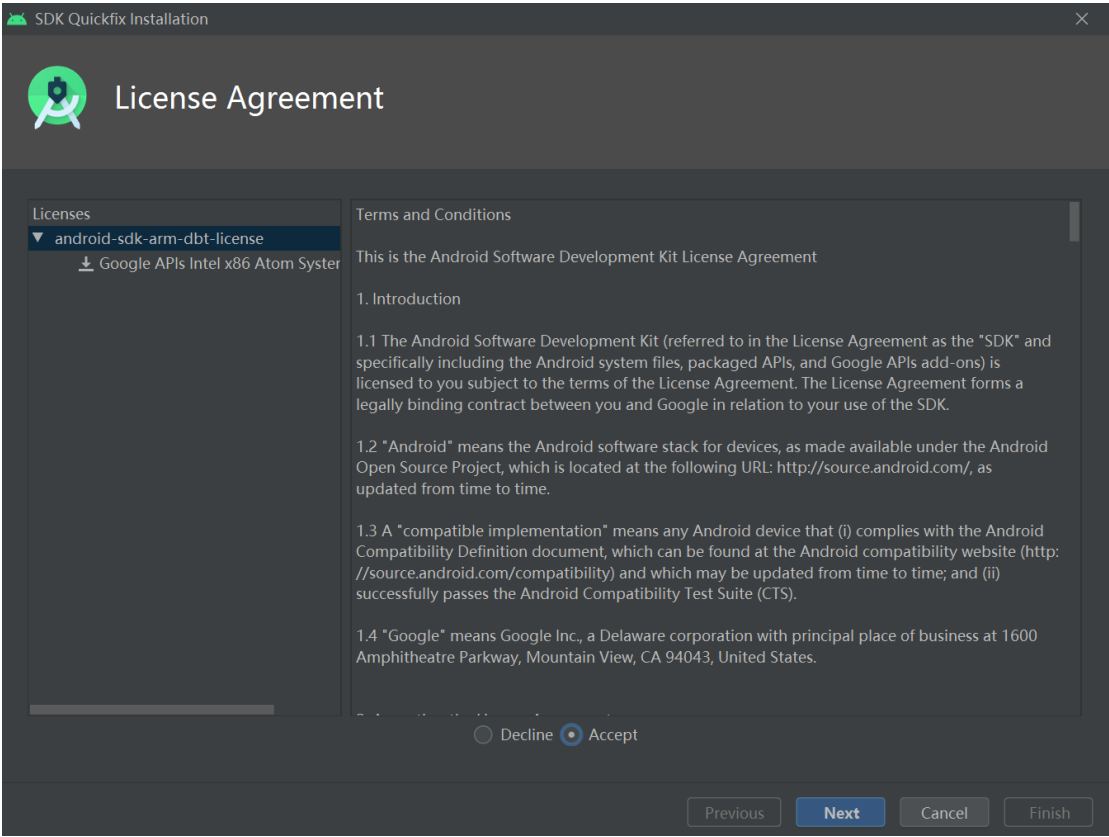 SDK Quickfix Installation
License Agreement
Licenses
android-sdk-arm-dbt-license
Google APIs Intel x86 Atom Syster
Terms and Conditions
This is the Android Software Development Kit License Agreement
1. Introduction
1.1 The Android Software Development Kit (referred to in the License Agreement as the "SDK" and
specifically including the Android system files, packaged APIs, and Google APIs add-ons) is
licensed to you subject to the terms of the License Agreement. The License Agreement forms a
legally binding contract between you and Google in relation to your use of the SDK.
1.2 "Android" means the Android software stack for devices, as made available under the Android
Open Source Project, which is located at the following URL: http://source.android.com/, as
updated from time to time.
1.3 A "compatible implementation" means any Android device that (i) complies with the Android
Compatibility Definition document, which can be found at the Android compatibility website (http:
//source.android.com/compatibility) and which may be updated from time to time; and (ii)
successfully passes the Android Compatibility Test Suite (CTS).
1.4 "Google" means Google Inc., a Delaware corporation with principal place of business at 1600
Amphitheatre Parkway, Mountain View, CA 94043, United States.
Decline Accept
Previous Next Cancel Finish